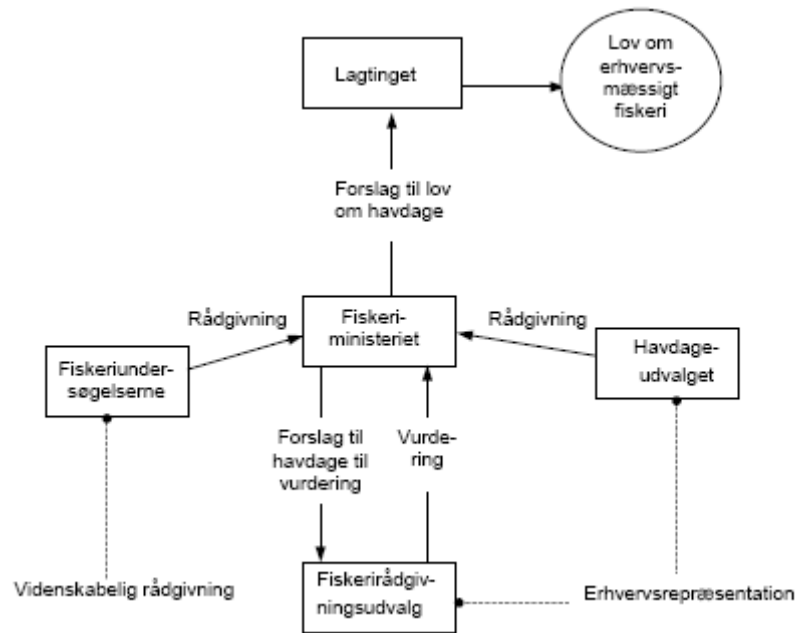 Lagtinget
Lov om
erhvervs-
mæssigt
fiskeri
Forslag til lov
om havdage
Rådgivning
Fiskeri-
ministeriet
Rådgivning
Fiskeriunder-
søgelserne
Havdage-
udvalget
Forslag til
havdage til
vurdering
Vurde-
ring
Videnskabelig rådgivning
Fiskerirådgiv-
ningsudvalg
Erhvervsrepræsentation